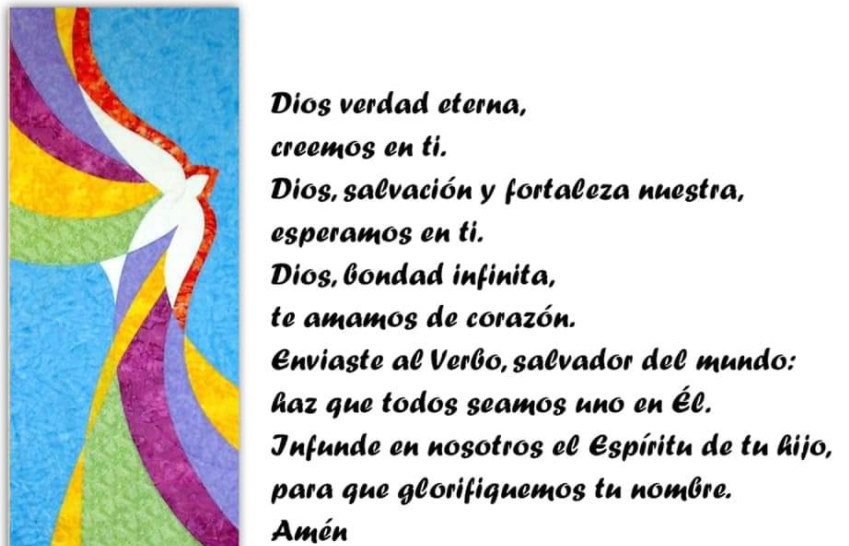 Dios verdad eterna,
creemos en ti.
Dios, salvación y fortaleza nuestra,
esperamos en ti.
Dios, bondad infinita,
te amamos de corazón.
Enviaste al Verbo, salvador del mundo:
haz que todos seamos uno en Él.
Infunde en nosotros el Espíritu de tu hijo,
para que glorifiquemos tu nombre.
Amén